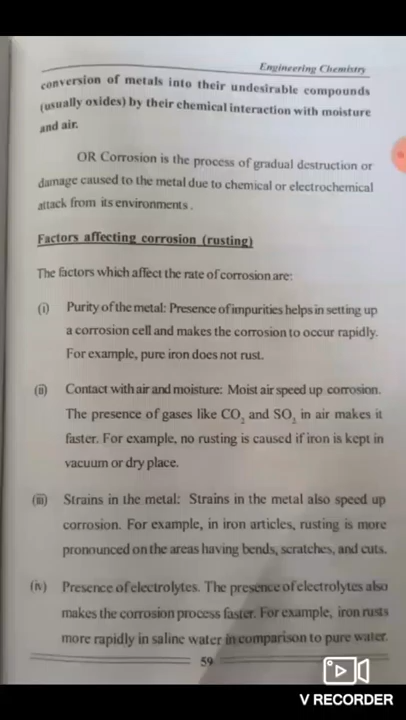 Engineering Chemistry
conversion of metals into their undesirable compounds
(usually oxides) by their chemical interaction with moisture
and air.
OR Corrosion is the process of gradual destruction or
damage caused to the metal due to chemical or electrochemical
attack from its environments .
Factors affecting corrosion (rusting)
The factors which affect the rate of corrosion are:
(i) Purity of the metal: Presence of impurities helps in setting up
a corrosion cell and makes the corrosion to occur rapidly.
For example, pure iron does not rust.
(ii) Contact with air and moisture: Moist air speed up corrosion.
The presence of gases like CO₂ and SO₂ in air makes it
faster. For example, no rusting is caused if iron is kept in
vacuum or dry place.
(iii) Strains in the metal: Strains in the metal also speed up
corrosion. For example, in iron articles, rusting is more
pronounced on the areas having bends, scratches, and cuts.
(iv) Presence of electrolytes. The presence of electrolytes also
makes the corrosion process faster. For example, iron rusts
more rapidly in saline water in comparison to pure water.
59
V RECORDER